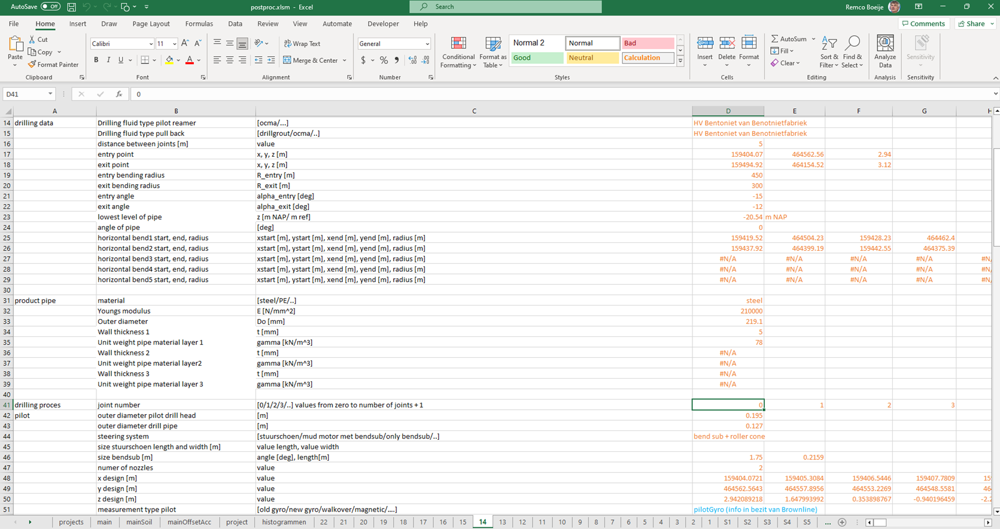 AutoSave Off postproc.xlsm - Excel Search Remco Boeije
File Home Insert Draw Page Layout Formulas Data Review View Automate Developer Help Comments Share
Paste Cut Copy Format Painter Clipboard
Calibri 11 A A B I U A Font
ab Wrap Text Merge & Center Alignment
General $ % Number
Conditional Formatting Format as Table
Normal 2 Normal Bad
Good Neutral Calculation
Styles
Insert Delete Format Cells
AutoSum Fill Clear Sort & Filter Find & Select Editing
Analyze Data Analysis
Sensitivity Sensitivity
D41 fx 0
A B C D E F G H
14 drilling data Drilling fluid type pilot reamer [ocma/...] HV Bentoniet van Benotnietfabriek
15 Drilling fluid type pull back [drillgrout/ocma/..] HV Bentoniet van Benotnietfabriek
16 distance between joints [m] value 5
17 entry point x, y, z [m] 159404.07 464562.56 2.94
18 exit point x, y, z [m] 159494.92 464154.52 3.12
19 entry bending radius R_entry [m] 450
20 exit bending radius R_exit [m] 300
21 entry angle alpha_entry [deg] -15
22 exit angle alpha_exit [deg] -12
23 lowest level of pipe z [m NAP/ m ref] -20.54 m NAP
24 angle of pipe [deg] 0
25 horizontal bend1 start, end, radius xstart [m], ystart [m], xend [m], yend [m], radius [m] 159419.52 464504.23 159428.23 464462.4
26 horizontal bend2 start, end, radius xstart [m], ystart [m], xend [m], yend [m], radius [m] 159437.92 464399.19 159442.55 464375.39
27 horizontal bend3 start, end, radius xstart [m], ystart [m], xend [m], yend [m], radius [m] #N/A #N/A #N/A #N/A #N/
28 horizontal bend4 start, end, radius xstart [m], ystart [m], xend [m], yend [m], radius [m] #N/A #N/A #N/A #N/A #N/
29 horizontal bend5 start, end, radius xstart [m], ystart [m], xend [m], yend [m], radius [m] #N/A #N/A #N/A #N/A #N/
30
31 product pipe material [steel/PE/..] steel
32 Youngs modulus E [N/mm^2] 210000
33 Outer diameter Do [mm] 219.1
34 Wall thickness 1 t [mm] 5
35 Unit weight pipe material layer 1 gamma [kN/m^3] 78
36 Wall thickness 2 t [mm] #N/A
37 Unit weight pipe material layer2 gamma [kN/m^3] #N/A
38 Wall thickness 3 t [mm] #N/A
39 Unit weight pipe material layer 3 gamma [kN/m^3] #N/A
40
41 drilling proces joint number [0/1/2/3/..] values from zero to number of joints + 1 0 1 2 3
42 pilot outer diameter pilot drill head [m] 0.195
43 outer diameter drill pipe [m] 0.127
44 steering system [stuurschoen/mud motor met bendsub/only bendsub/..] bend sub + roller cone
45 size stuurschoen length and width [m] value length, value width
46 size bendsub [m] angle [deg], length[m] 1.75 0.2159
47 numer of nozzles value 2
48 x design [m] value 159404.0721 159405.3084 159406.5446 159407.7809 15
49 y design [m] value 464562.5643 464557.8956 464553.2269 464548.5581 46
50 z design [m] value 2.942089218 1.647993992 0.353898767 -0.940196459 -2.2
51 measurement type pilot [old gyro/new gyro/walkover/magnetic/....] pilotGyro (info in bezit van Brownline)
projects main mainSoil mainOffsetAcc project histogrammen 22 21 20 19 18 17 16 15 14 13 12 11 10 9 8 7 6 5 4 3 2 1 S1 S2 S3 S4 S5 ...